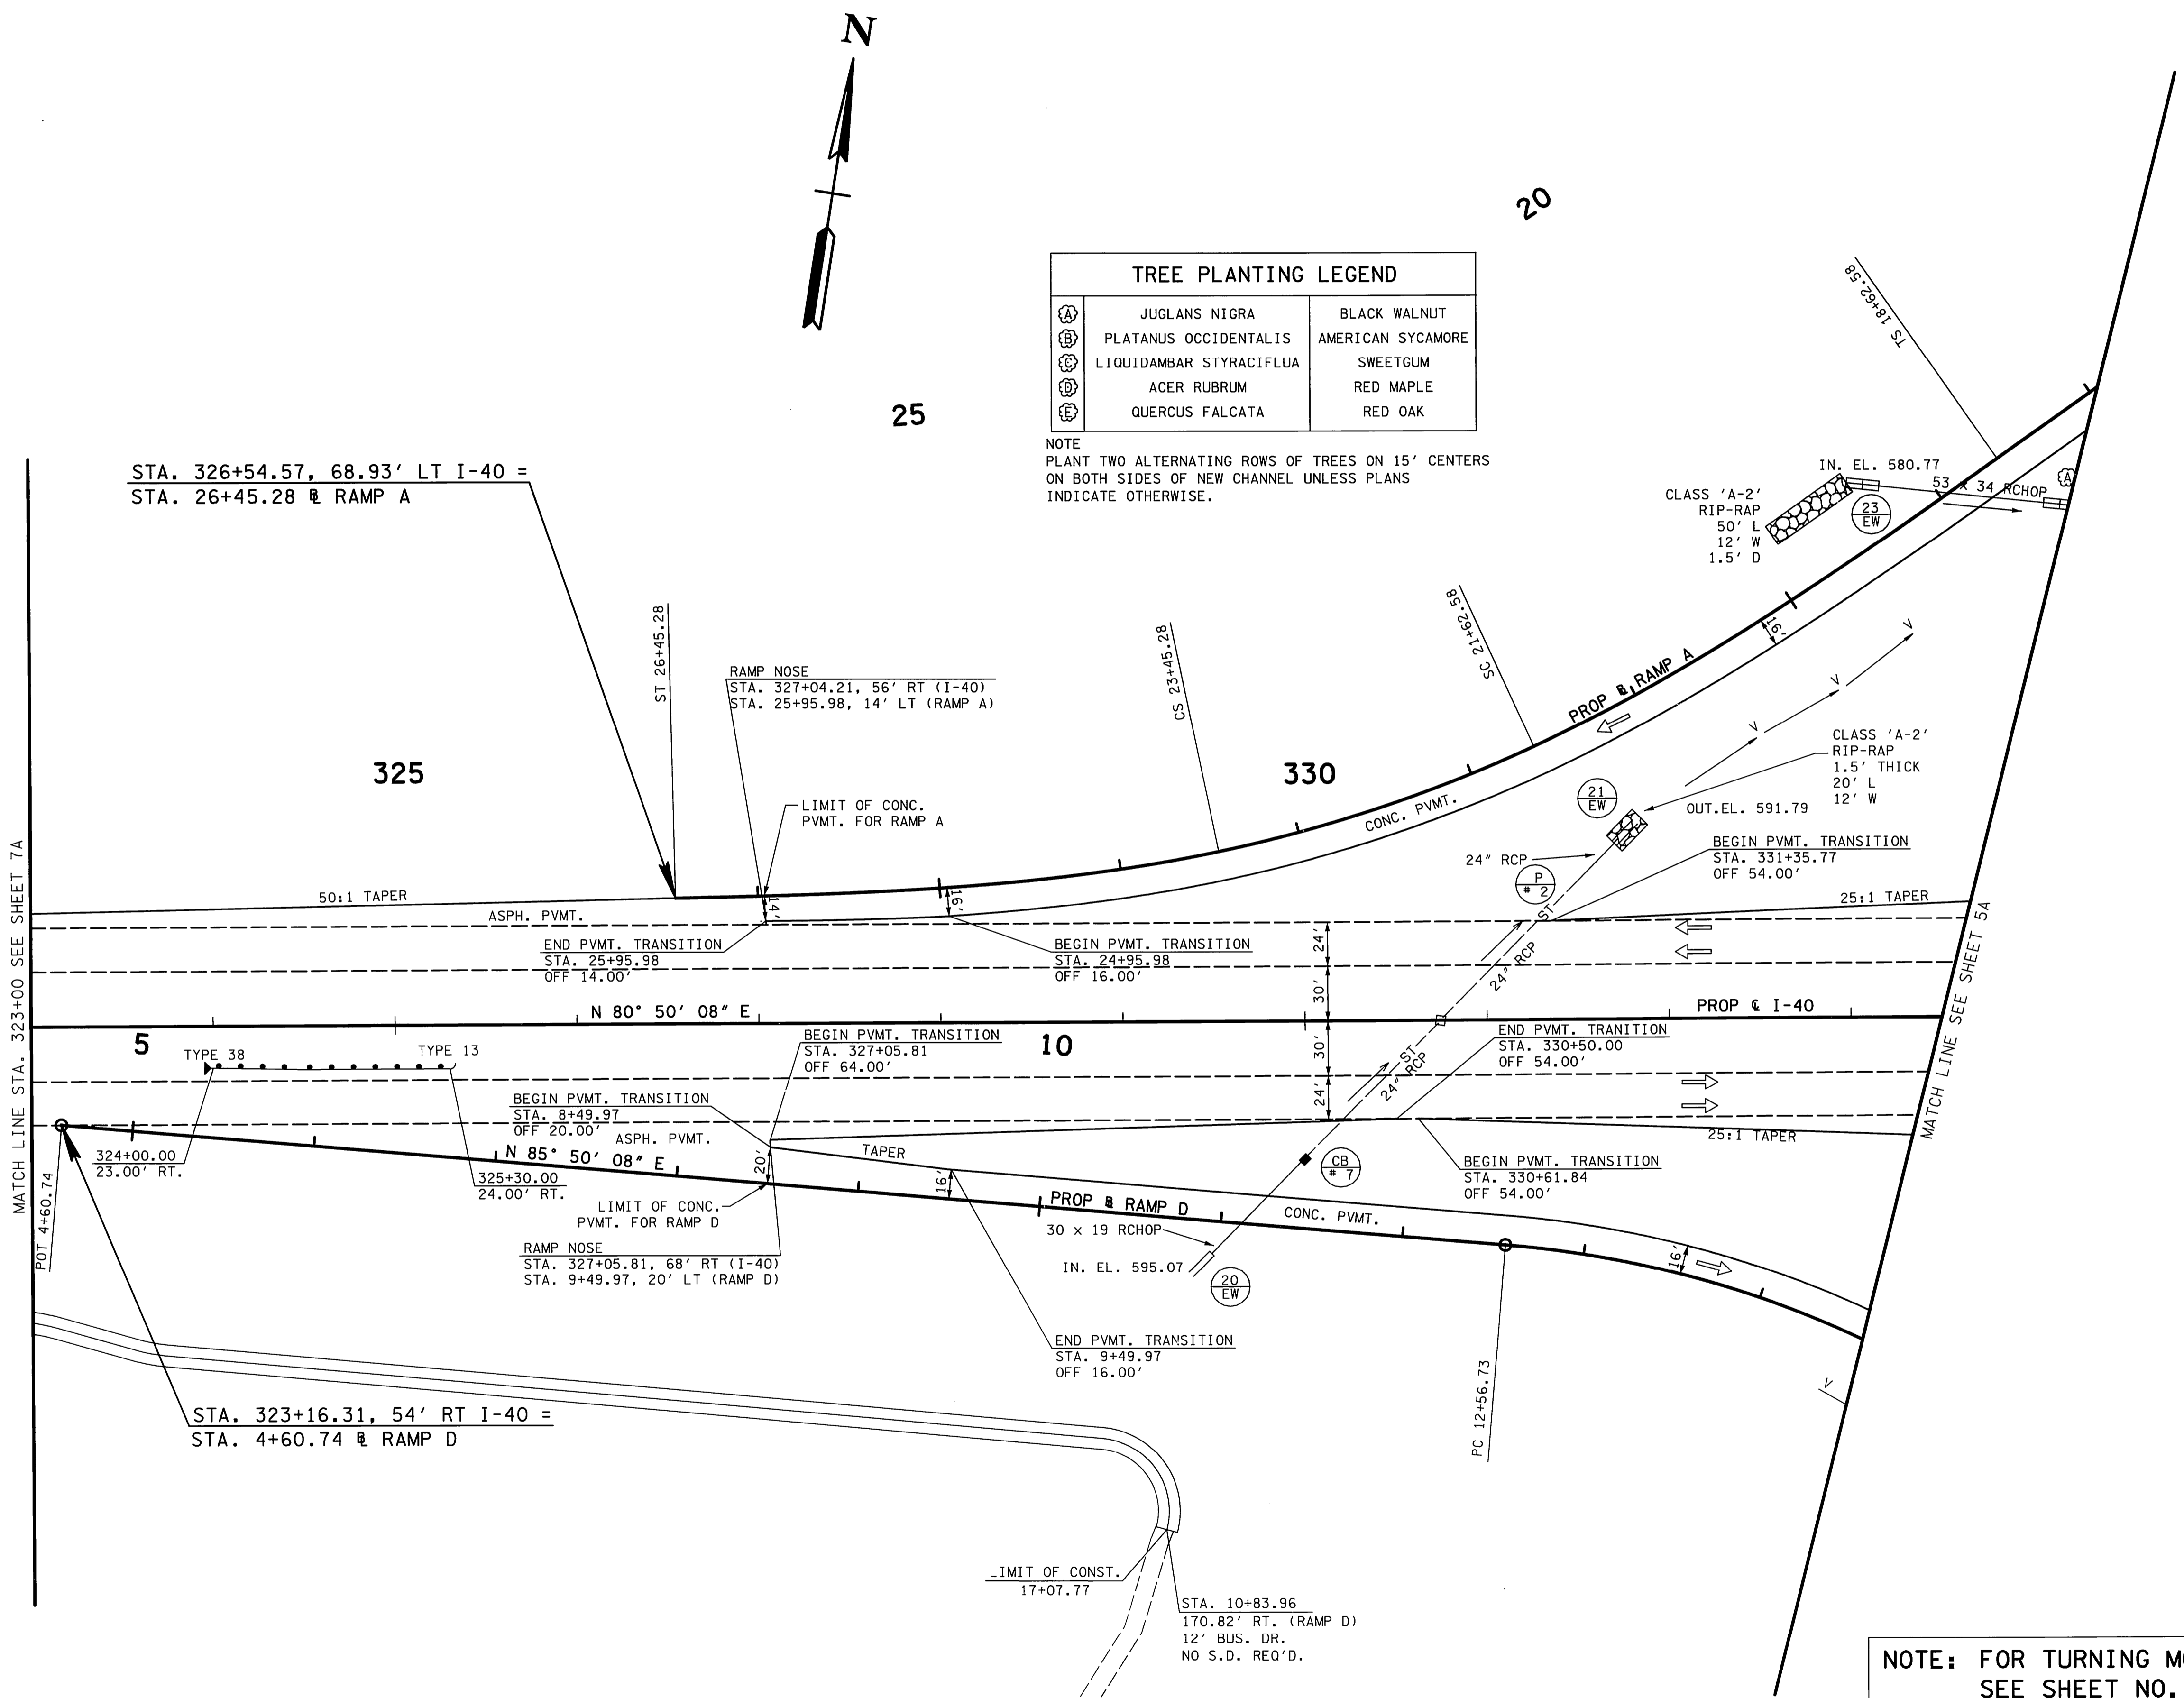 N
20
TREE PLANTING LEGEND
A JUGLANS NIGRA BLACK WALNUT
B PLATANUS OCCIDENTALIS AMERICAN SYCAMORE
C LIQUIDAMBAR STYRACIFLUA SWEETGUM
D ACER RUBRUM RED MAPLE
E QUERCUS FALCATA RED OAK
NOTE
PLANT TWO ALTERNATING ROWS OF TREES ON 15' CENTERS
ON BOTH SIDES OF NEW CHANNEL UNLESS PLANS
INDICATE OTHERWISE.
25
TS 18+62.58
STA. 326+54.57, 68.93' LT I-40 =
STA. 26+45.28 ℄ RAMP A
IN. EL. 580.77
53 x 34 RCHOP
A
CLASS 'A-2'
RIP-RAP
50' L
12' W
1.5' D
23
EW
ST 26+45.28
RAMP NOSE
STA. 327+04.21, 56' RT (I-40)
STA. 25+95.98, 14' LT (RAMP A)
CS 23+45.28
SC 21+62.58
16'
PROP ℄ RAMP A
V
V
V
325
330
LIMIT OF CONC.
PVMT. FOR RAMP A
CONC. PVMT.
21
EW
CLASS 'A-2'
RIP-RAP
1.5' THICK
20' L
12' W
OUT.EL. 591.79
BEGIN PVMT. TRANSITION
STA. 331+35.77
OFF 54.00'
24" RCP
P
# 2
50:1 TAPER
ASPH. PVMT.
14'
16'
25:1 TAPER
END PVMT. TRANSITION
STA. 25+95.98
OFF 14.00'
BEGIN PVMT. TRANSITION
STA. 24+95.98
OFF 16.00'
24'
30'
ST
24" RCP
MATCH LINE STA. 323+00 SEE SHEET 7A
MATCH LINE SEE SHEET 5A
N 80° 50' 08" E
PROP ℄ I-40
5
10
TYPE 38
TYPE 13
BEGIN PVMT. TRANSITION
STA. 327+05.81
OFF 64.00'
30'
24'
ST
24" RCP
END PVMT. TRANITION
STA. 330+50.00
OFF 54.00'
BEGIN PVMT. TRANSITION
STA. 8+49.97
OFF 20.00'
ASPH. PVMT.
N 85° 50' 08" E
TAPER
25:1 TAPER
324+00.00
23.00' RT.
325+30.00
24.00' RT.
20'
16'
CB
# 7
BEGIN PVMT. TRANSITION
STA. 330+61.84
OFF 54.00'
POT 4+60.74
LIMIT OF CONC.
PVMT. FOR RAMP D
PROP ℄ RAMP D
CONC. PVMT.
30 x 19 RCHOP
RAMP NOSE
STA. 327+05.81, 68' RT (I-40)
STA. 9+49.97, 20' LT (RAMP D)
IN. EL. 595.07
20
EW
16'
END PVMT. TRANSITION
STA. 9+49.97
OFF 16.00'
PC 12+56.73
V
STA. 323+16.31, 54' RT I-40 =
STA. 4+60.74 ℄ RAMP D
LIMIT OF CONST.
17+07.77
STA. 10+83.96
170.82' RT. (RAMP D)
12' BUS. DR.
NO S.D. REQ'D.
NOTE: FOR TURNING M
SEE SHEET NO.